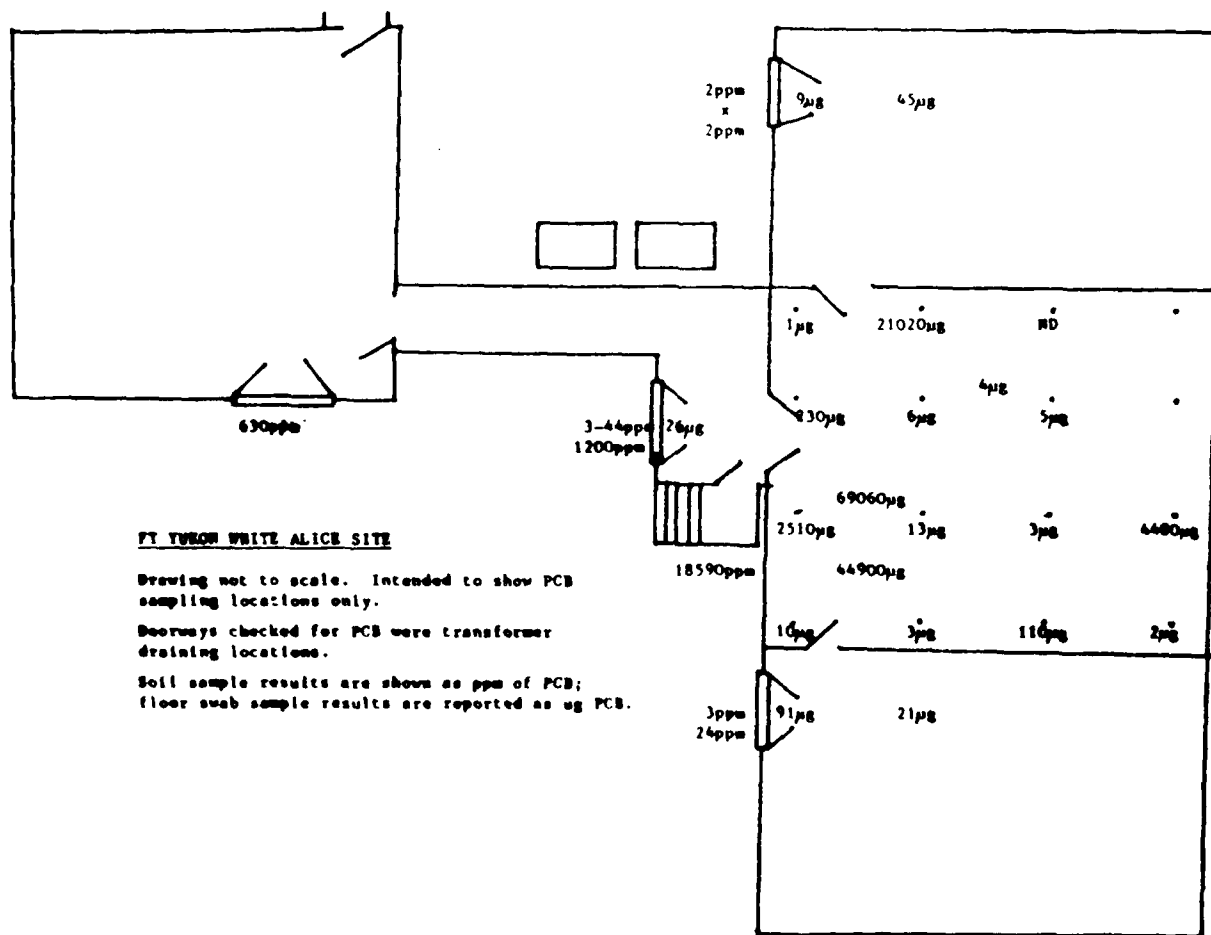 2ppm 9µg 45µg
x
2ppm
1µg 21020µg ND
4µg
630ppm 3-44ppm 26µg 830µg 6µg 5µg
1200ppm
69060µg
FT YUKON WHITE ALICE SITE 2510µg 13µg 3µg 4480µg
18590ppm 44900µg
Drawing not to scale. Intended to show PCB
sampling locations only.
Doorways checked for PCB were transformer
draining locations.
10µg 3µg 110µg 2µg
Soil sample results are shown as ppm of PCB;
floor swab sample results are reported as ug PCB.
3ppm 91µg 21µg
24ppm